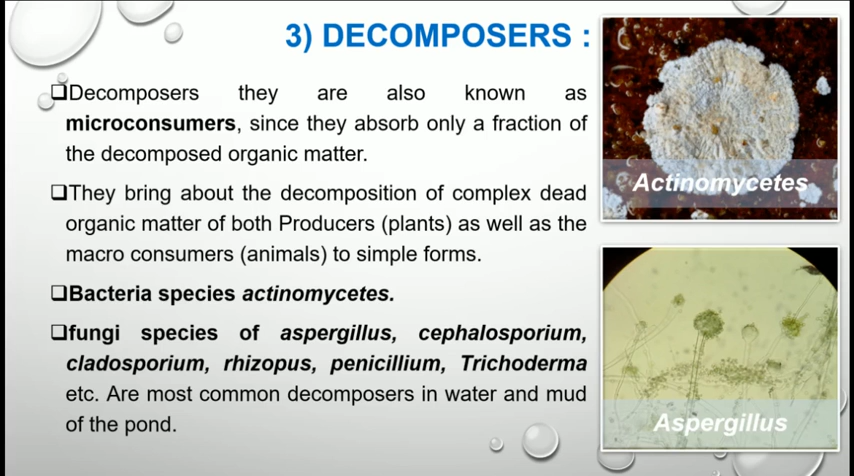 3) DECOMPOSERS :
❑Decomposers they are also known as
microconsumers, since they absorb only a fraction of
the decomposed organic matter.
❑They bring about the decomposition of complex dead
organic matter of both Producers (plants) as well as the
macro consumers (animals) to simple forms.
❑Bacteria species actinomycetes.
❑fungi species of aspergillus, cephalosporium,
cladosporium, rhizopus, penicillium, Trichoderma
etc. Are most common decomposers in water and mud
of the pond.
Actinomycetes
Aspergillus